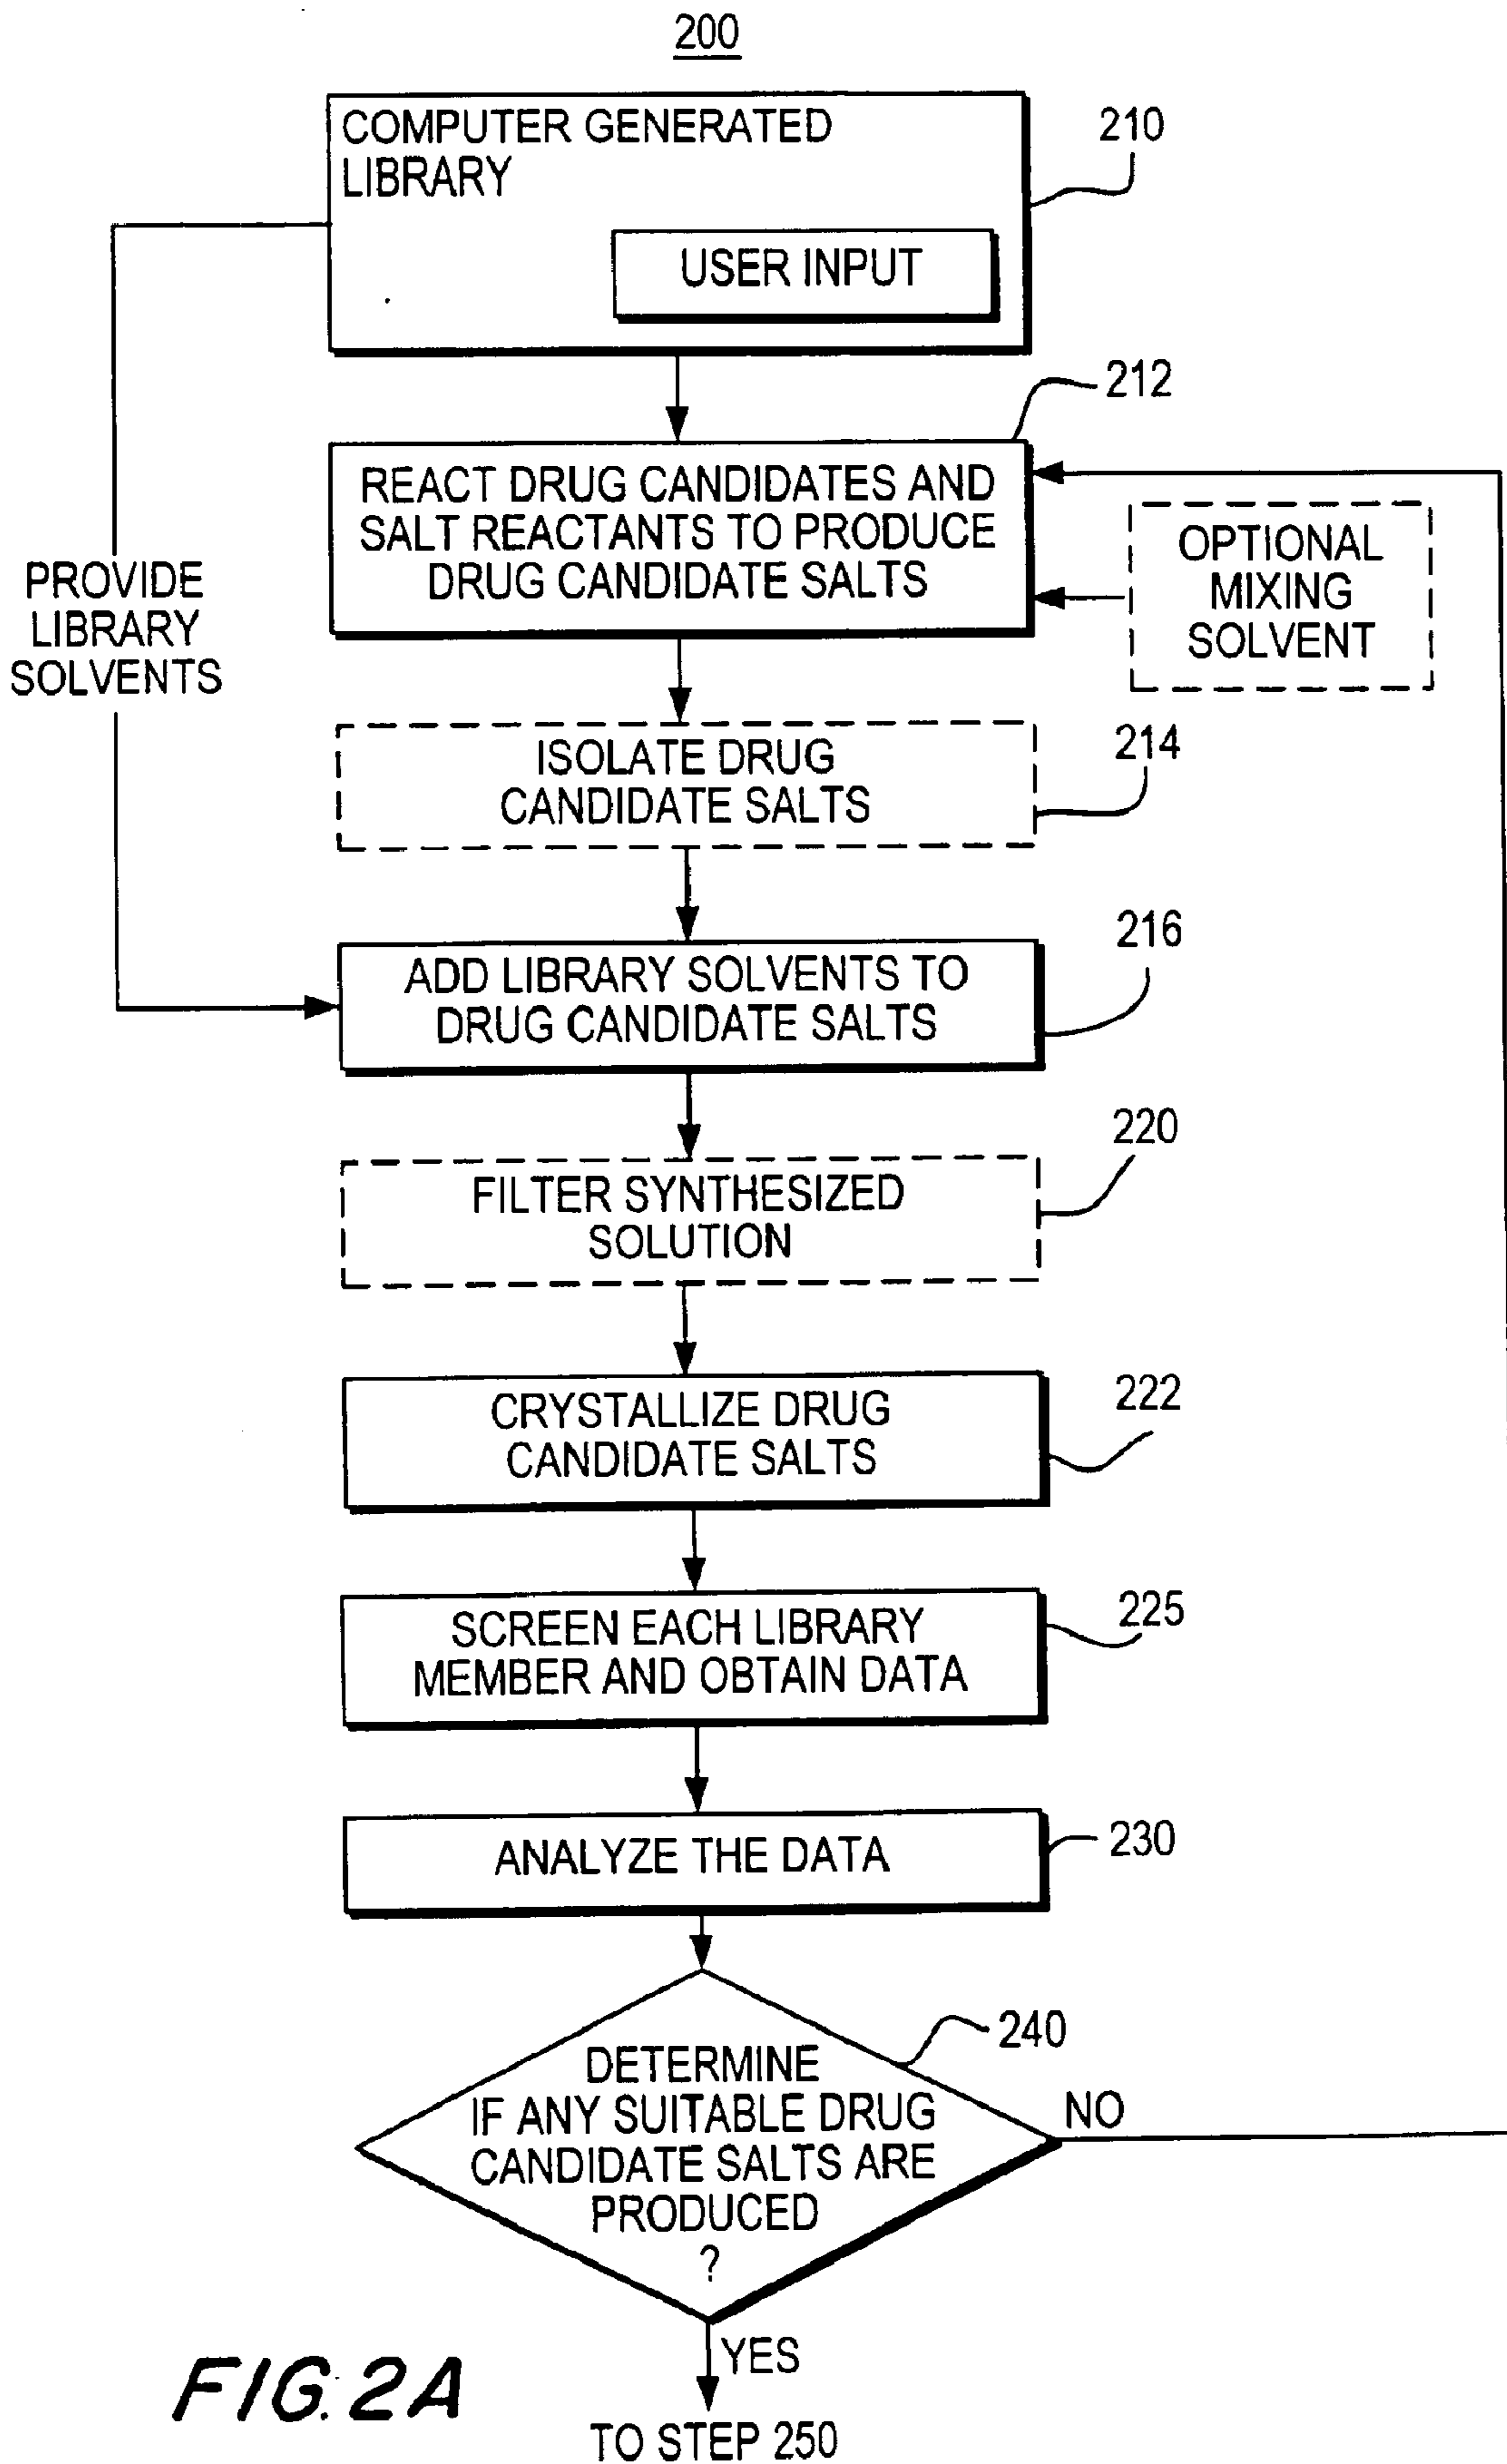 200
COMPUTER GENERATED
LIBRARY
210
USER INPUT
212
REACT DRUG CANDIDATES AND
SALT REACTANTS TO PRODUCE
DRUG CANDIDATE SALTS
OPTIONAL
MIXING
SOLVENT
PROVIDE
LIBRARY
SOLVENTS
214
ISOLATE DRUG
CANDIDATE SALTS
216
ADD LIBRARY SOLVENTS TO
DRUG CANDIDATE SALTS
220
FILTER SYNTHESIZED
SOLUTION
222
CRYSTALLIZE DRUG
CANDIDATE SALTS
225
SCREEN EACH LIBRARY
MEMBER AND OBTAIN DATA
230
ANALYZE THE DATA
240
DETERMINE
IF ANY SUITABLE DRUG
CANDIDATE SALTS ARE
PRODUCED
?
NO
YES
TO STEP 250
FIG. 2A